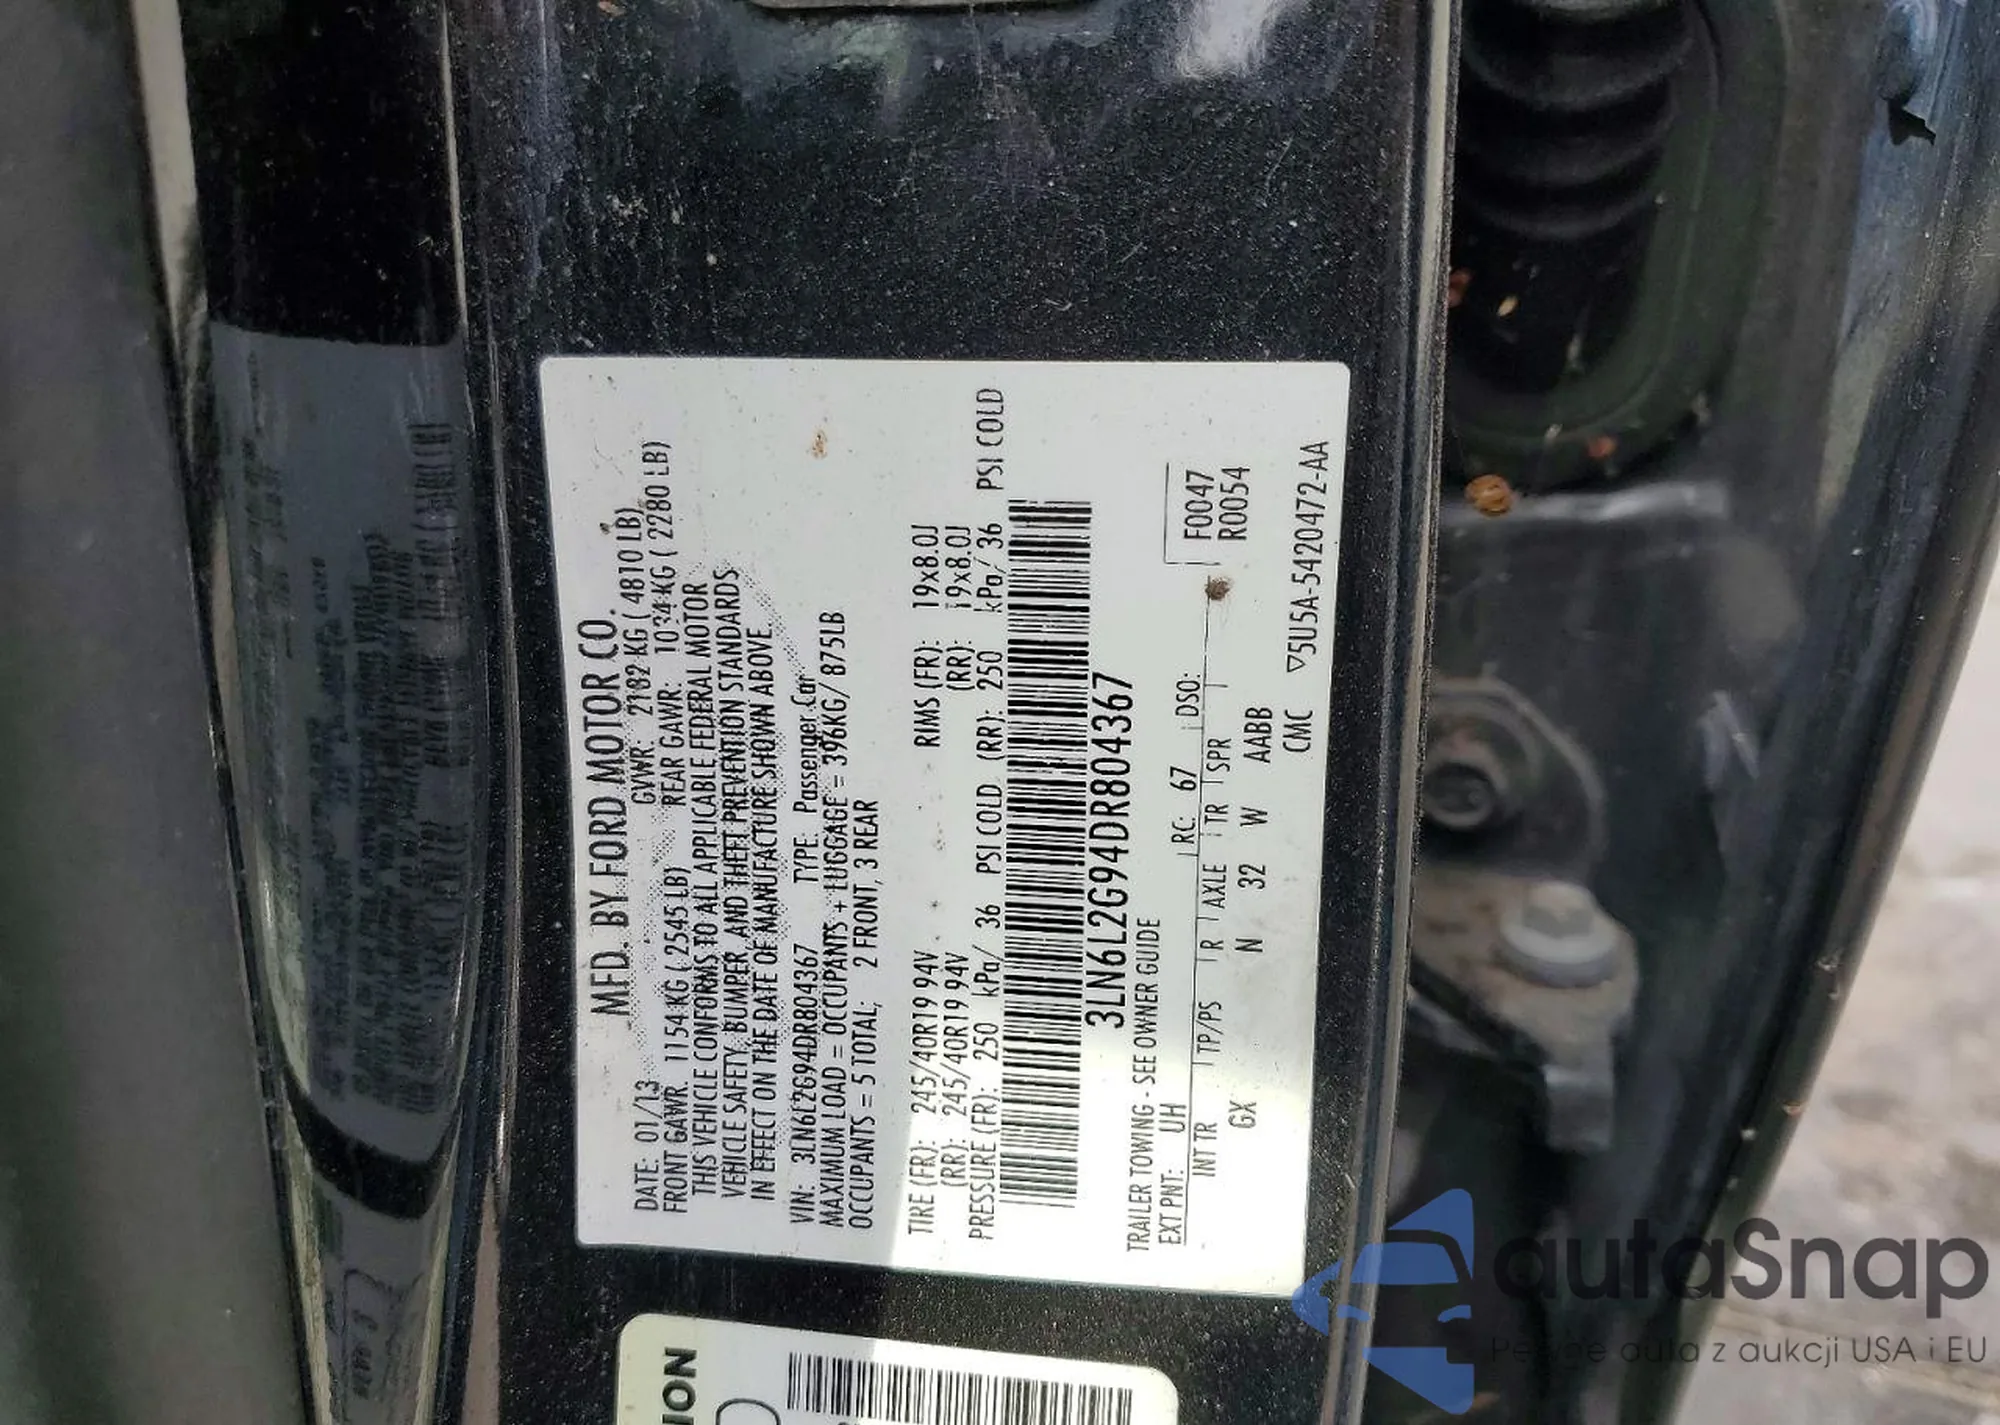 MFD. BY FORD MOTOR CO.
DATE: 01/13 GVWR: 2182 KG ( 4810 LB)
FRONT GAWR: 1154 KG ( 2545 LB) REAR GAWR: 1034 KG ( 2280 LB)
THIS VEHICLE CONFORMS TO ALL APPLICABLE FEDERAL MOTOR
VEHICLE SAFETY, BUMPER, AND THEFT PREVENTION STANDARDS
IN EFFECT ON THE DATE OF MANUFACTURE SHOWN ABOVE.
VIN: 3LN6L2G94DR804367 TYPE: Passenger Car
MAXIMUM LOAD = OCCUPANTS + LUGGAGE = 396KG/ 875LB
OCCUPANTS = 5 TOTAL; 2 FRONT, 3 REAR
TIRE (FR): 245/40R19 94V RIMS (FR): 19x8.0J
(RR): 245/40R19 94V (RR): 19x8.0J
PRESSURE (FR): 250 kPa/ 36 PSI COLD (RR): 250 kPa/ 36 PSI COLD
3LN6L2G94DR804367
TRAILER TOWING - SEE OWNER GUIDE
EXT PNT: UH RC: 67 DSO: F0047
INT TR TP/PS R AXLE TR SPR R0054
GX N 32 W AABB
CMC ▽5U5A-5420472-AA
ION
autaSnap
Pewne auta z aukcji USA i EU